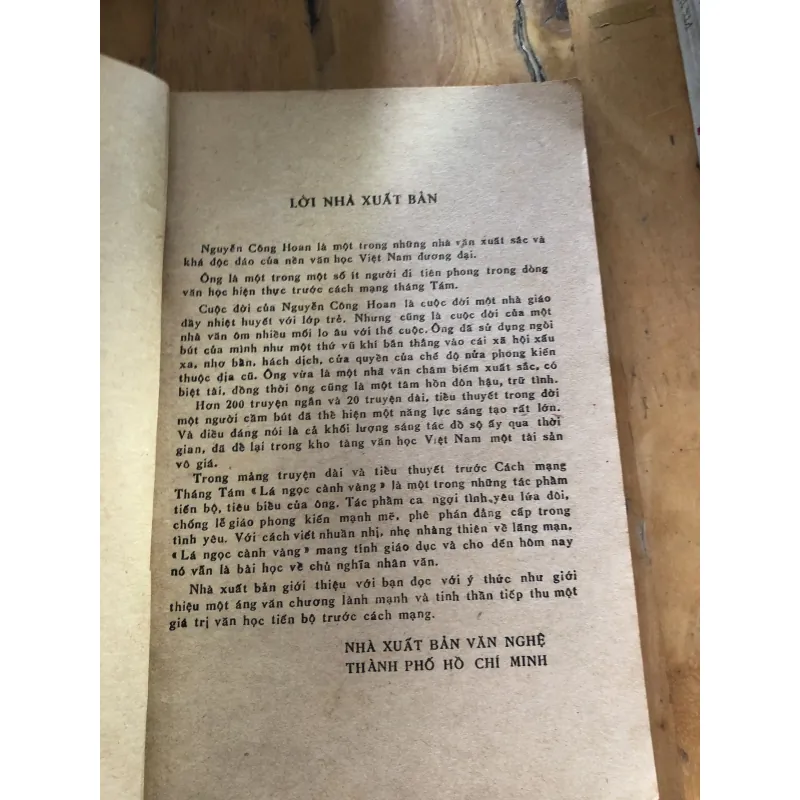 LỜI NHÀ XUẤT BẢN
Nguyễn Công Hoan là một trong những nhà văn xuất sắc và
khá độc đáo của nền văn học Việt Nam đương đại.
Ông là một trong một số ít người đi tiên phong trong dòng
văn học hiện thực trước cách mạng tháng Tám.
Cuộc đời của Nguyễn Công Hoan là cuộc đời một nhà giáo
đầy nhiệt huyết với lớp trẻ. Nhưng cũng là cuộc đời của một
nhà văn ôm nhiều mối lo âu với thế cuộc. Ông đã sử dụng ngòi
bút của mình như một thứ vũ khí bắn thẳng vào cái xã hội xấu
xa, nhơ bẩn, hách dịch, cửa quyền của chế độ nửa phong kiến
thuộc địa cũ. Ông vừa là một nhà văn châm biếm xuất sắc, có
biệt tài, đồng thời ông cũng là một tâm hồn đôn hậu, trữ tình.
Hơn 200 truyện ngắn và 20 truyện dài, tiểu thuyết trong đời
một người cầm bút đã thể hiện một năng lực sáng tạo rất lớn.
Và điều đáng nói là cả khối lượng sáng tác đồ sộ ấy qua thời
gian, đã để lại trong kho tàng văn học Việt Nam một tài sản
vô giá.
Trong mảng truyện dài và tiểu thuyết trước Cách mạng
Tháng Tám «Lá ngọc cành vàng» là một trong những tác phẩm
tiến bộ, tiêu biểu của ông. Tác phẩm ca ngợi tình yêu lứa đôi,
chống lễ giáo phong kiến mạnh mẽ, phê phán đẳng cấp trong
tình yêu. Với cách viết nhuần nhị, nhẹ nhàng thiên về lãng mạn,
«Lá ngọc cành vàng» mang tính giáo dục và cho đến hôm nay
nó vẫn là bài học về chủ nghĩa nhân văn.
Nhà xuất bản giới thiệu với bạn đọc với ý thức như giới
thiệu một áng văn chương lành mạnh và tinh thần tiếp thu một
giá trị văn học tiến bộ trước cách mạng.
NHÀ XUẤT BẢN VĂN NGHỆ
THÀNH PHỐ HỒ CHÍ MINH